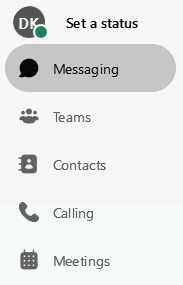 DK Set a status
Messaging
Teams
Contacts
Calling
Meetings